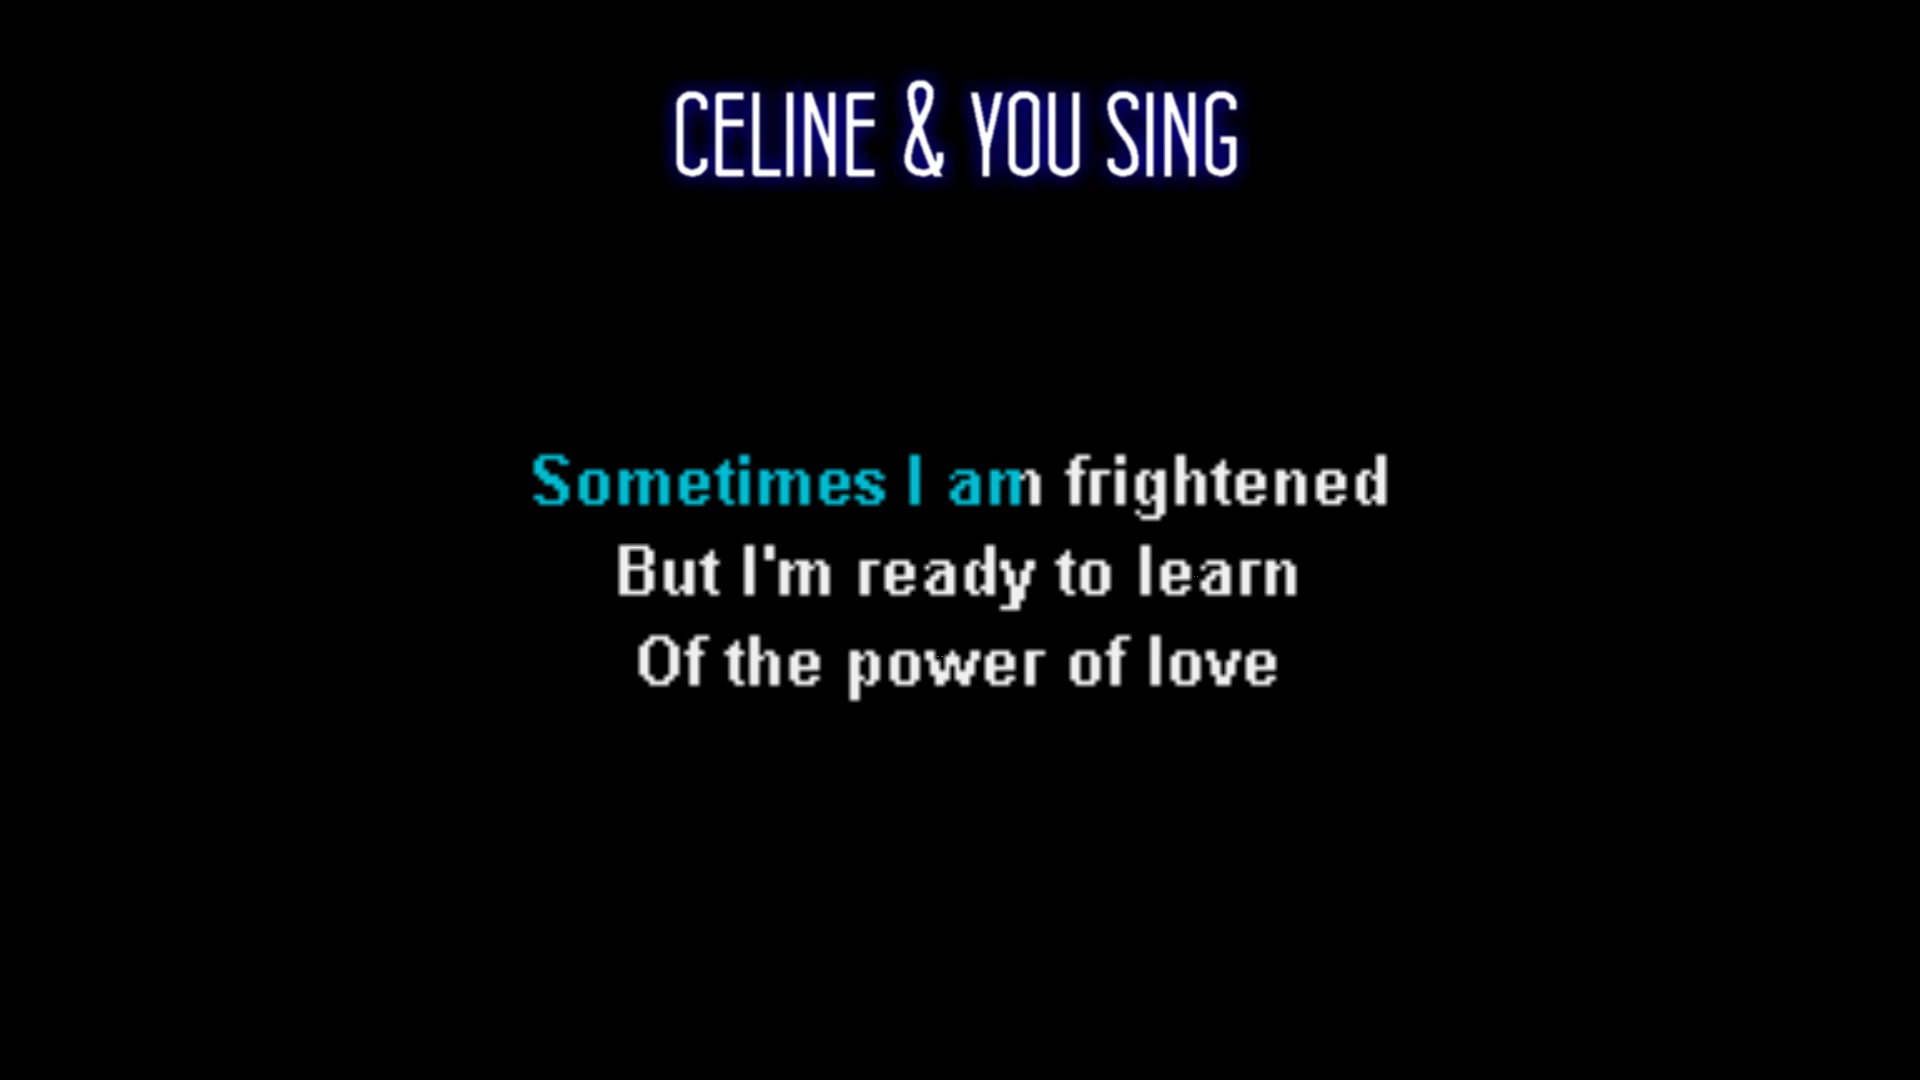 CELINE & YOU SING
Sometimes I am frightened
But I'm ready to learn
Of the power of love